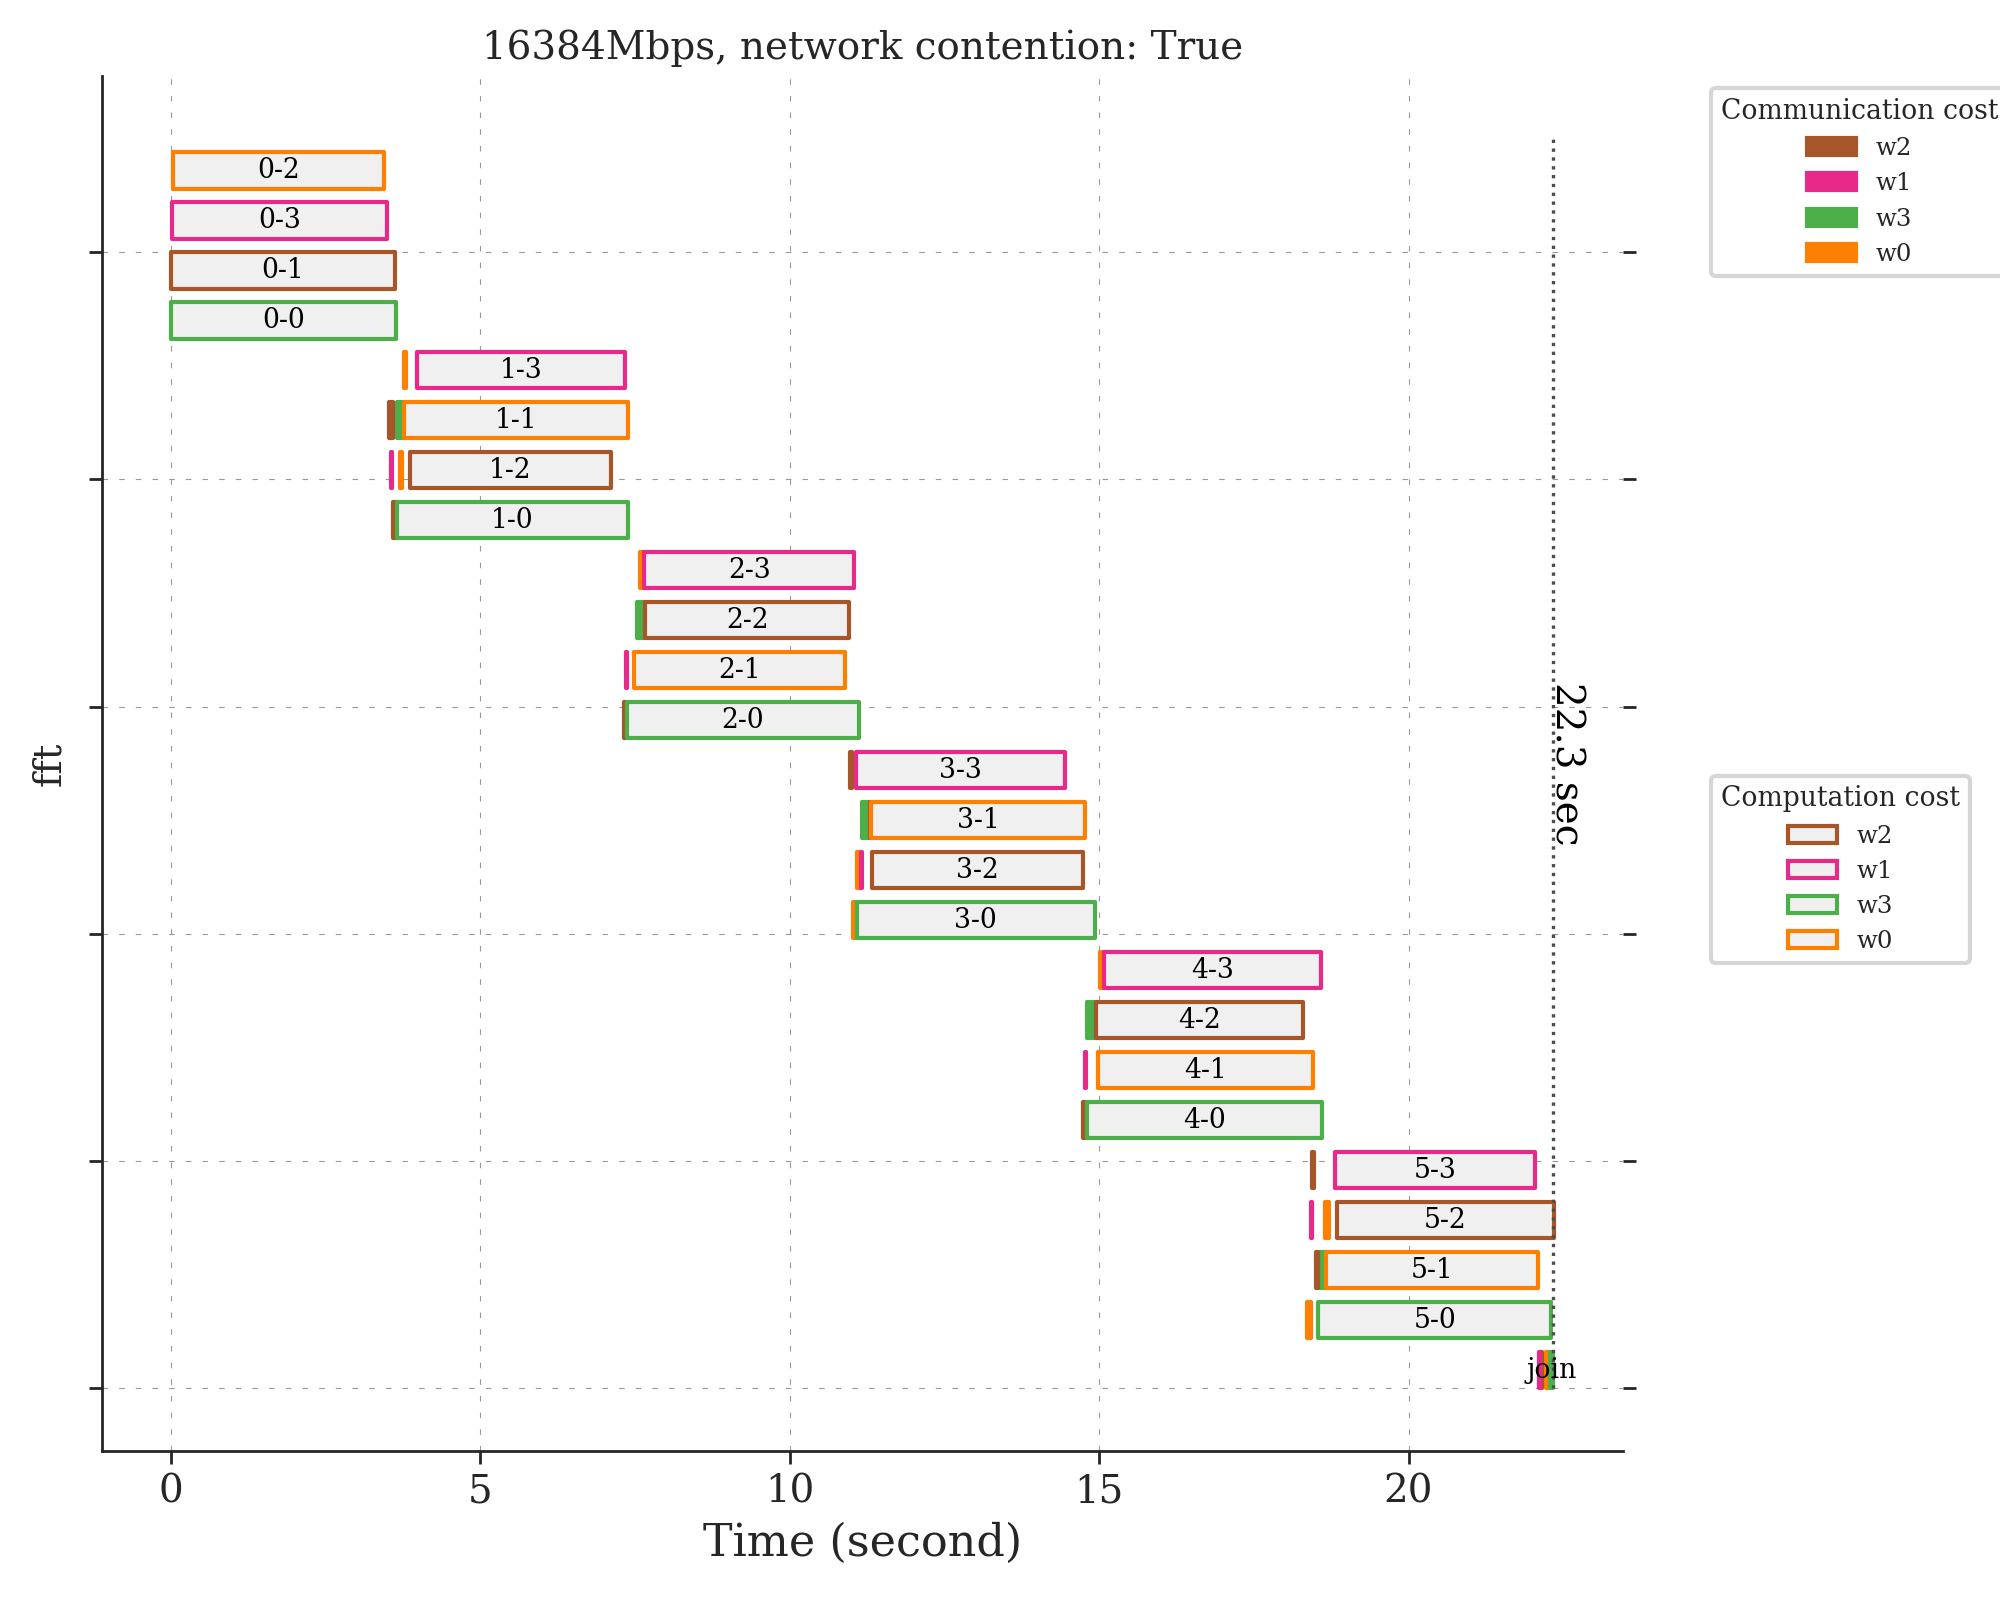 16384Mbps, network contention: True
Communication cost
w2
w1
w3
w0
0-2
0-3
0-1
0-0
1-3
1-1
1-2
1-0
2-3
2-2
2-1
2-0
3-3
3-1
3-2
3-0
4-3
4-2
4-1
4-0
5-3
5-2
5-1
5-0
join
22.3 sec
fft
Computation cost
w2
w1
w3
w0
0
5
10
15
20
Time (second)